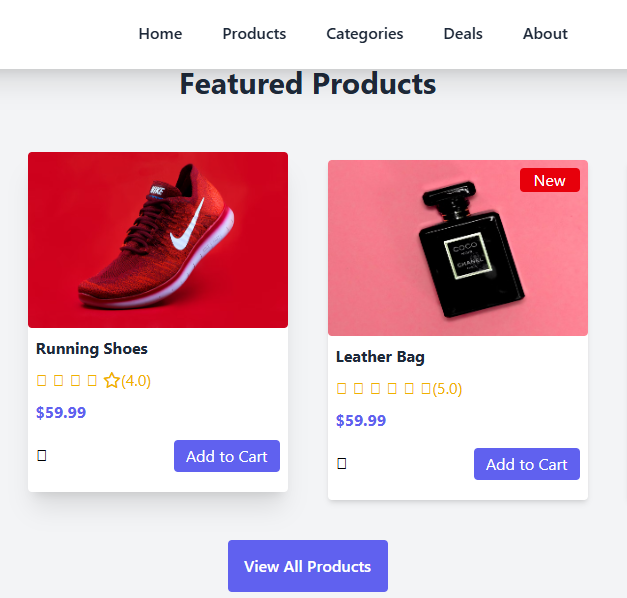 Home Products Categories Deals About
Featured Products
NIKE
New
COCO
CHANEL
Running Shoes
(4.0)
$59.99
Add to Cart
Leather Bag
(5.0)
$59.99
Add to Cart
View All Products